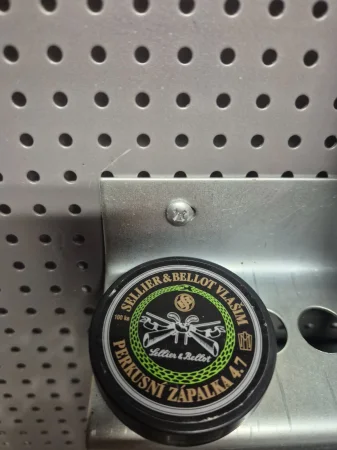 SELLIER & BELLOT VLAŠIM
100 ks
Sellier & Bellot
PERKUSNÍ ZÁPALKA 4,7